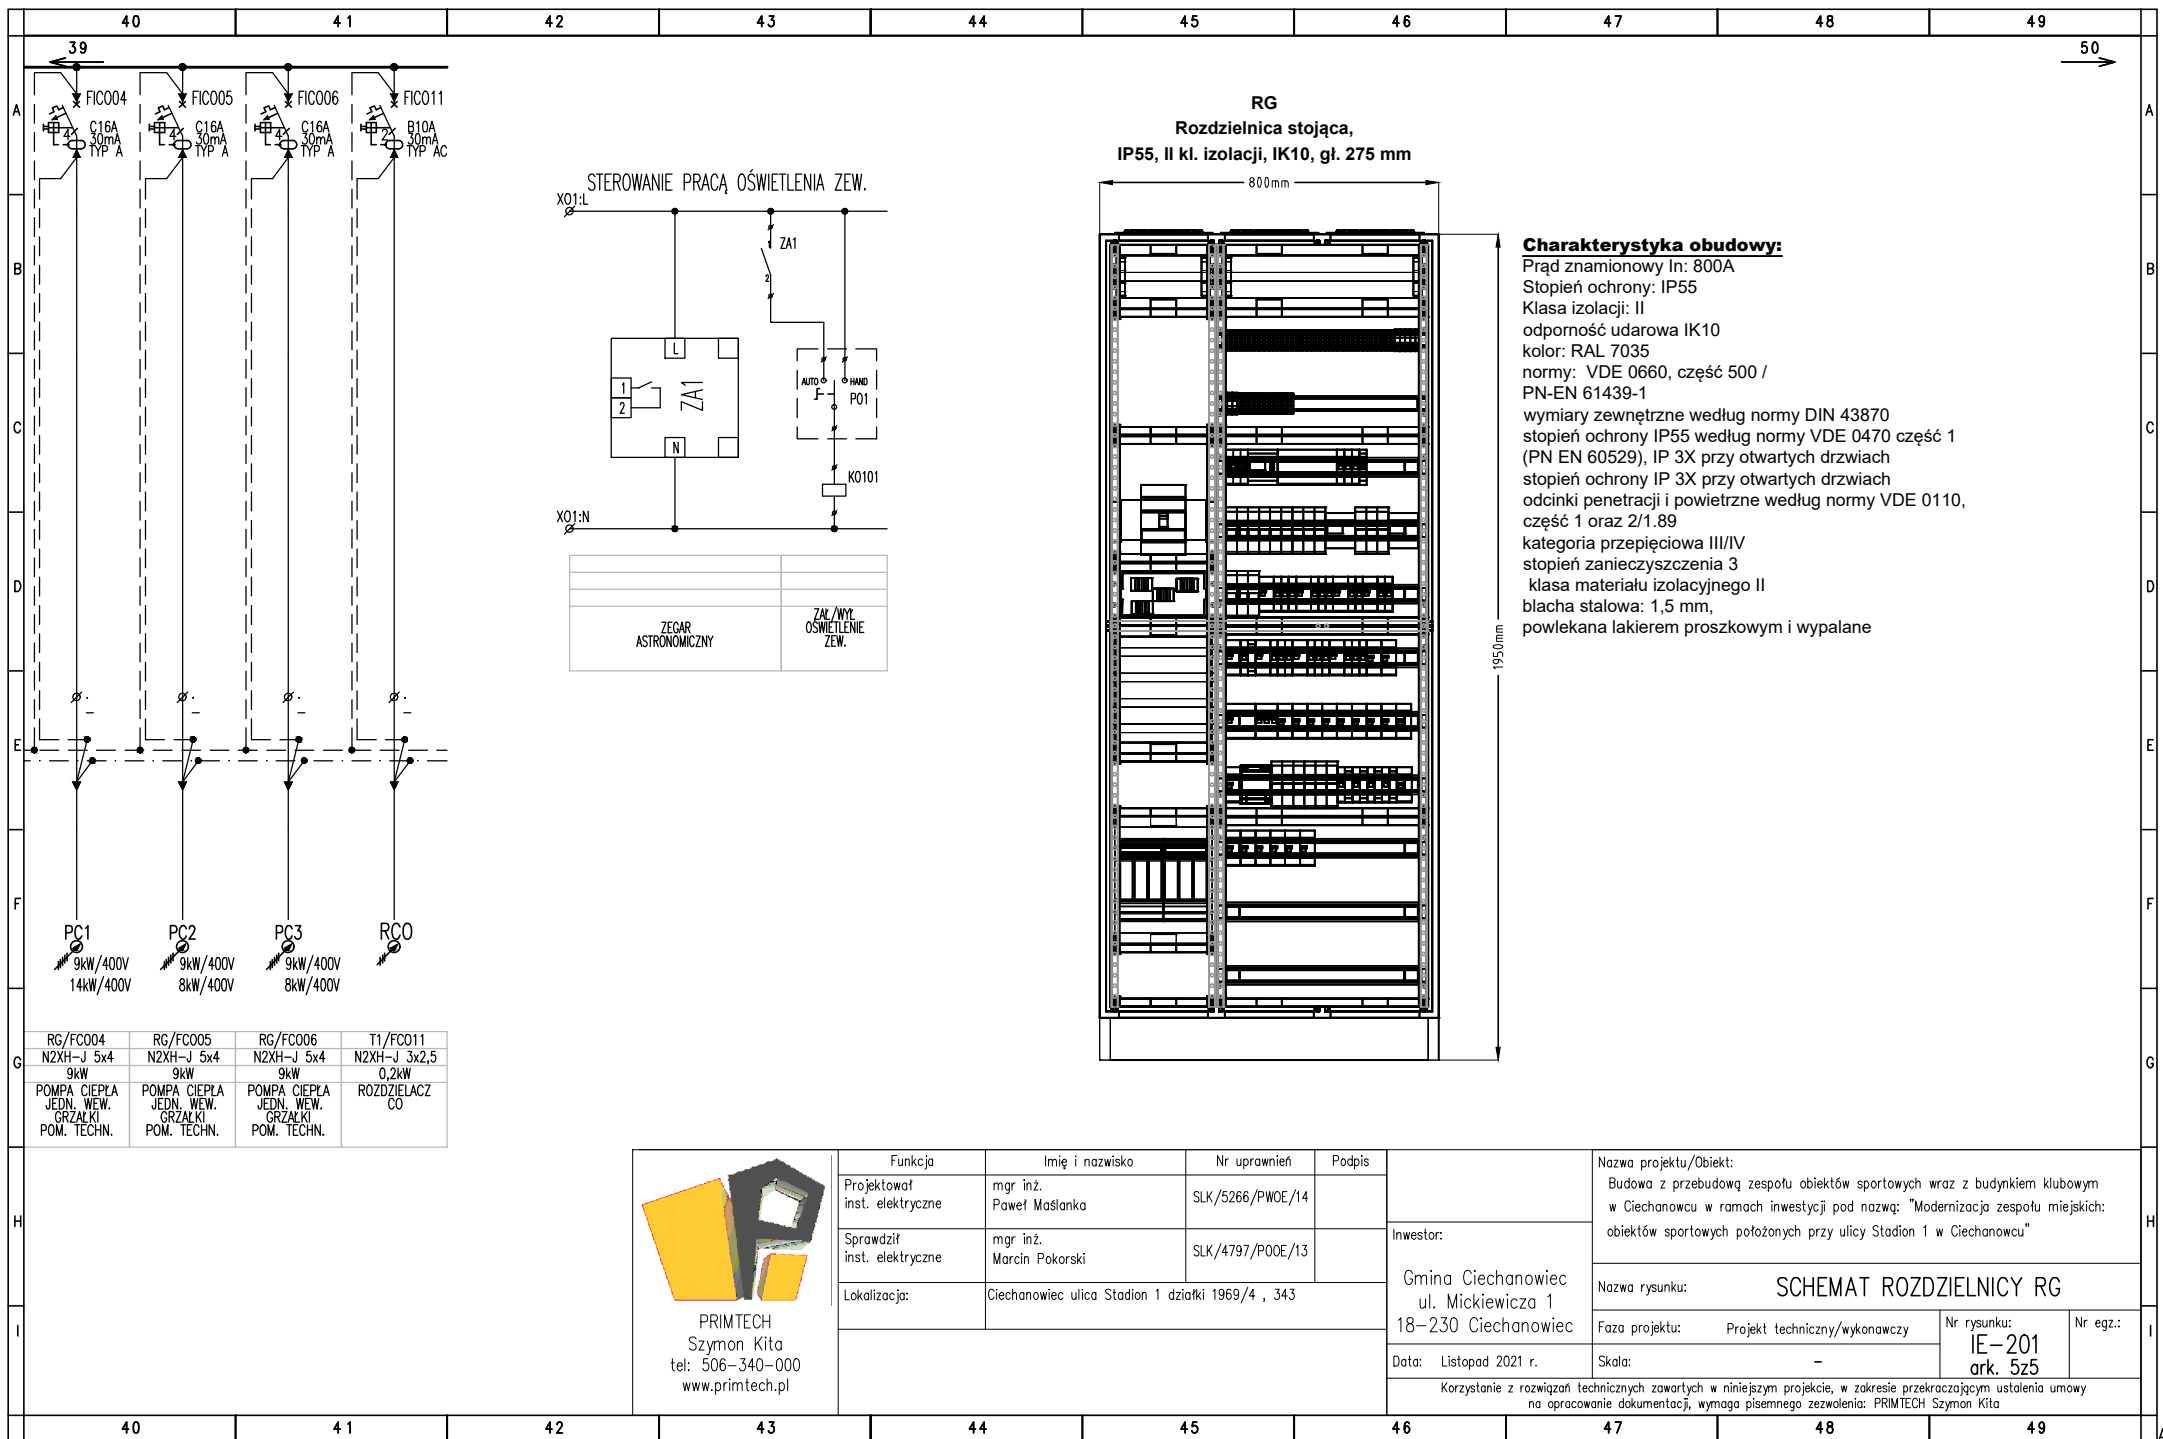 40 41 42 43 44 45 46 47 48 49
39
50
A
B
C
D
E
F
G
H
I
FIC004
C16A
30mA
TYP A
FIC005
C16A
30mA
TYP A
FIC006
C16A
30mA
TYP A
FIC011
B10A
30mA
TYP AC
4
4
4
2
PC1
9kW/400V
14kW/400V
PC2
9kW/400V
8kW/400V
PC3
9kW/400V
8kW/400V
RCO
RG/FC004 RG/FC005 RG/FC006 T1/FC011
N2XH-J 5x4 N2XH-J 5x4 N2XH-J 5x4 N2XH-J 3x2,5
9kW 9kW 9kW 0,2kW
POMPA CIEPŁA
JEDN. WEW.
GRZAŁKI
POM. TECHN.
POMPA CIEPŁA
JEDN. WEW.
GRZAŁKI
POM. TECHN.
POMPA CIEPŁA
JEDN. WEW.
GRZAŁKI
POM. TECHN.
ROZDZIELACZ
CO
STEROWANIE PRACĄ OŚWIETLENIA ZEW.
X01:L
1
ZA1
2
L
1
2
ZA1
N
AUTO
HAND
P01
K0101
X01:N
ZEGAR
ASTRONOMICZNY
ZAŁ/WYŁ
OŚWIETLENIE
ZEW.
RG
Rozdzielnica stojąca,
IP55, II kl. izolacji, IK10, gł. 275 mm
800mm
1950mm
Charakterystyka obudowy:
Prąd znamionowy In: 800A
Stopień ochrony: IP55
Klasa izolacji: II
odporność udarowa IK10
kolor: RAL 7035
normy: VDE 0660, część 500 /
PN-EN 61439-1
wymiary zewnętrzne według normy DIN 43870
stopień ochrony IP55 według normy VDE 0470 część 1
(PN EN 60529), IP 3X przy otwartych drzwiach
stopień ochrony IP 3X przy otwartych drzwiach
odcinki penetracji i powietrzne według normy VDE 0110,
część 1 oraz 2/1.89
kategoria przepięciowa III/IV
stopień zanieczyszczenia 3
klasa materiału izolacyjnego II
blacha stalowa: 1,5 mm,
powlekana lakierem proszkowym i wypalane
PRIMTECH
Szymon Kita
tel: 506-340-000
www.primtech.pl
Funkcja Imię i nazwisko Nr uprawnień Podpis
Projektował
inst. elektryczne
mgr inż.
Paweł Maślanka
SLK/5266/PWOE/14
Sprawdził
inst. elektryczne
mgr inż.
Marcin Pokorski
SLK/4797/POOE/13
Lokalizacja: Ciechanowiec ulica Stadion 1 działki 1969/4 , 343
Inwestor:
Gmina Ciechanowiec
ul. Mickiewicza 1
18-230 Ciechanowiec
Data: Listopad 2021 r.
Nazwa projektu/Obiekt:
Budowa z przebudową zespołu obiektów sportowych wraz z budynkiem klubowym
w Ciechanowcu w ramach inwestycji pod nazwą: "Modernizacja zespołu miejskich:
obiektów sportowych położonych przy ulicy Stadion 1 w Ciechanowcu"
Nazwa rysunku: SCHEMAT ROZDZIELNICY RG
Faza projektu: Projekt techniczny/wykonawczy
Nr rysunku:
IE-201
ark. 5z5
Nr egz.:
Skala: -
Korzystanie z rozwiązań technicznych zawartych w niniejszym projekcie, w zakresie przekraczającym ustalenia umowy
na opracowanie dokumentacji, wymaga pisemnego zezwolenia: PRIMTECH Szymon Kita
A
B
C
D
E
F
G
H
I
40 41 42 43 44 45 46 47 48 49